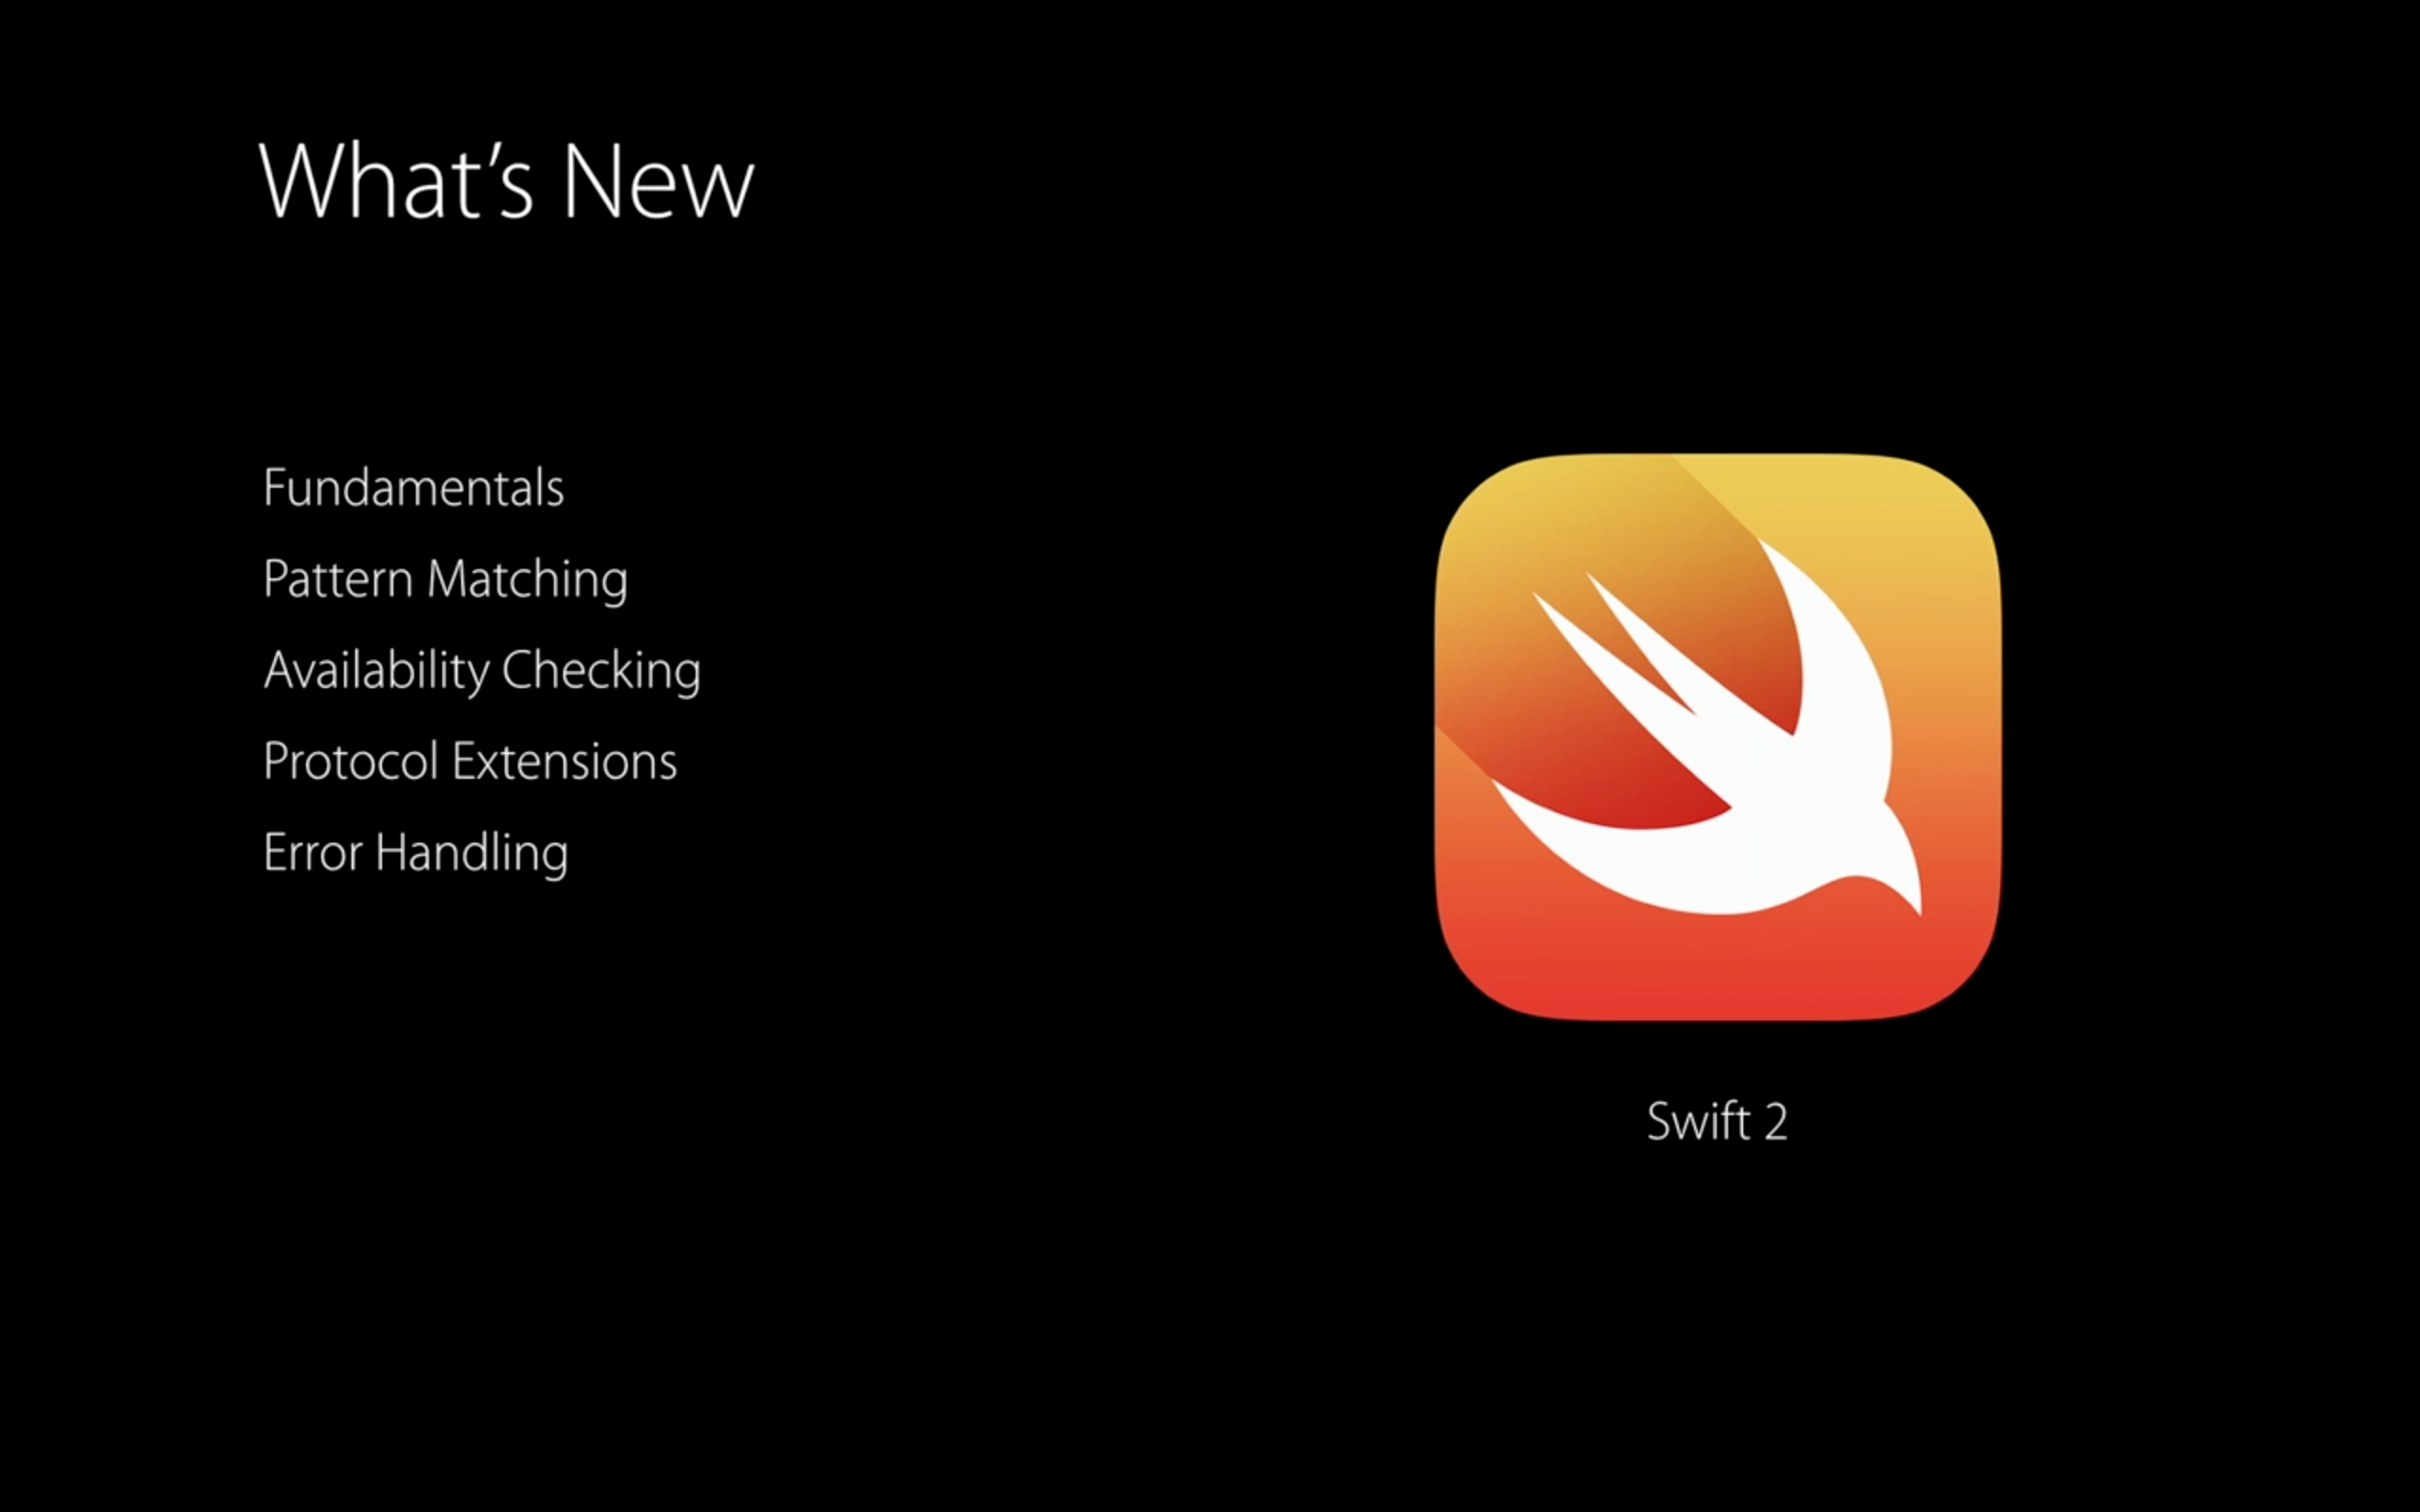 What’s New
Fundamentals
Pattern Matching
Availability Checking
Protocol Extensions
Error Handling
Swift 2